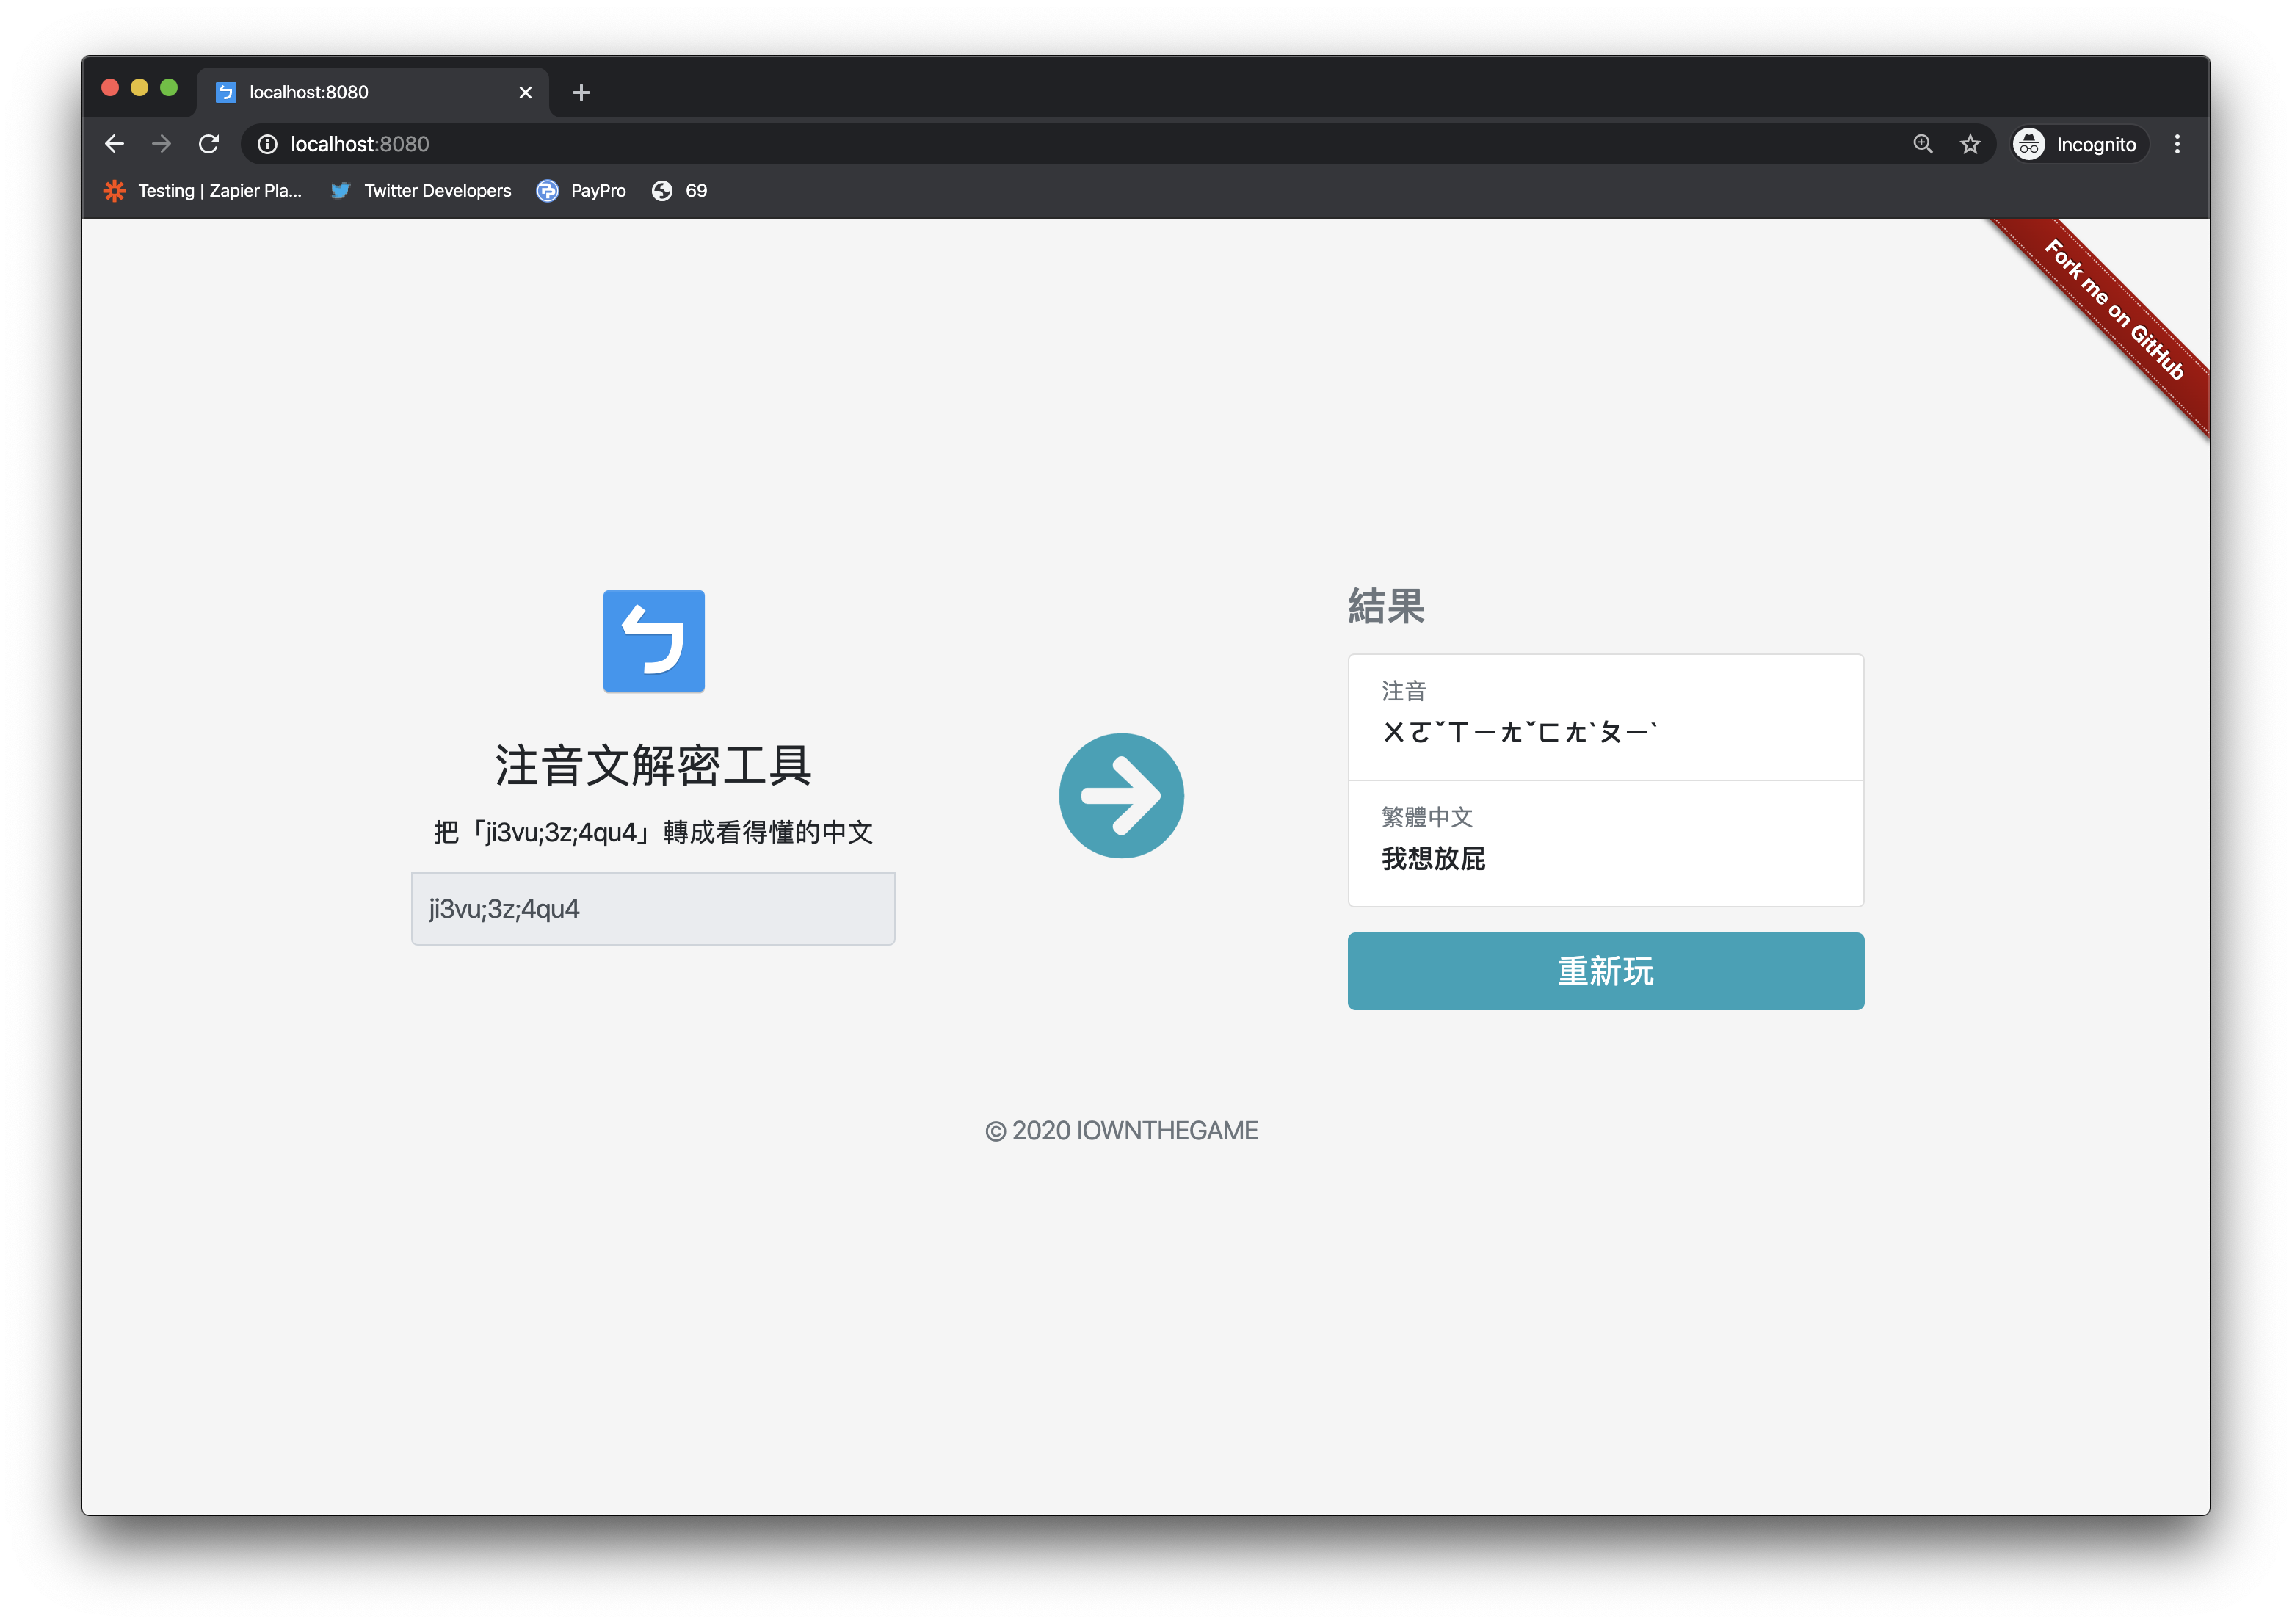 localhost:8080
localhost:8080
Incognito
Testing | Zapier Pla...
Twitter Developers
PayPro
69
Fork me on GitHub
ㄅ
注音文解密工具
把「ji3vu;3z;4qu4」轉成看得懂的中文
ji3vu;3z;4qu4
結果
注音
ㄨㄛˇㄒㄧㄤˇㄈㄤˋㄆㄧˋ
繁體中文
我想放屁
重新玩
© 2020 IOWNTHEGAME